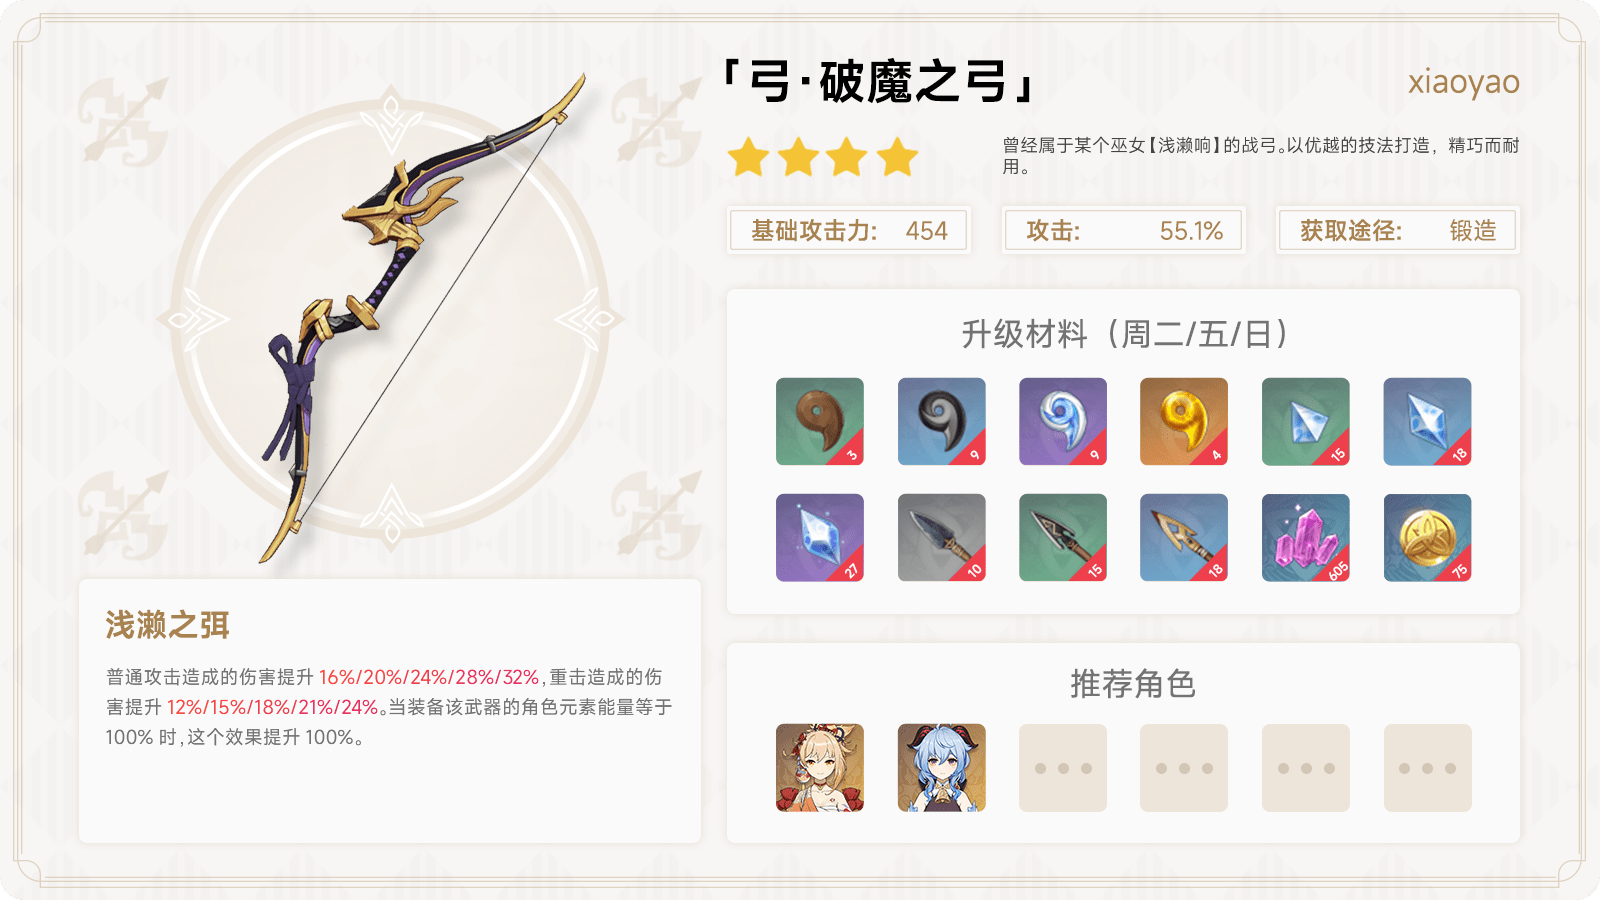 「弓·破魔之弓」
xiaoyao
曾经属于某个巫女【浅濑响】的战弓。以优越的技法打造，精巧而耐
用。
基础攻击力: 454
攻击: 55.1%
获取途径: 锻造
升级材料（周二/五/日）
3
9
9
4
15
18
27
10
15
18
605
75
浅濑之弭
普通攻击造成的伤害提升 16%/20%/24%/28%/32%,重击造成的伤
害提升 12%/15%/18%/21%/24%。当装备该武器的角色元素能量等于
100% 时,这个效果提升 100%。
推荐角色